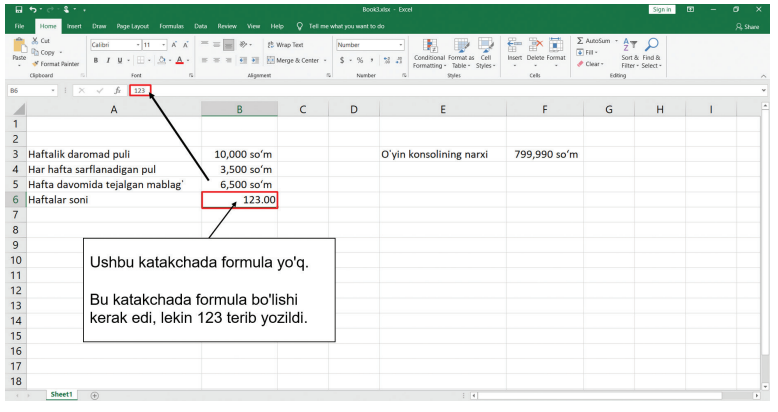 Book3.xlsx - Excel
Sign in
File Home Insert Draw Page Layout Formulas Data Review View Help Tell me what you want to do
Share
Paste
Cut
Copy
Format Painter
Clipboard
Calibri 11 A A
B I U A
Font
Wrap Text
Merge & Center
Alignment
Number
$ % ,
Number
Conditional Formatting
Format as Table
Cell Styles
Styles
Insert Delete Format
Cells
AutoSum
Fill
Clear
Sort & Filter
Find & Select
Editing
B6 fx 123
A B C D E F G H I
1
2
3 Haftalik daromad puli 10,000 so'm O'yin konsolining narxi 799,990 so'm
4 Har hafta sarflanadigan pul 3,500 so'm
5 Hafta davomida tejalgan mablag' 6,500 so'm
6 Haftalar soni 123.00
7
8
9
10
11
12
13
14
15
16
17
18
Ushbu katakchada formula yo'q.
Bu katakchada formula bo'lishi
kerak edi, lekin 123 terib yozildi.
Sheet1